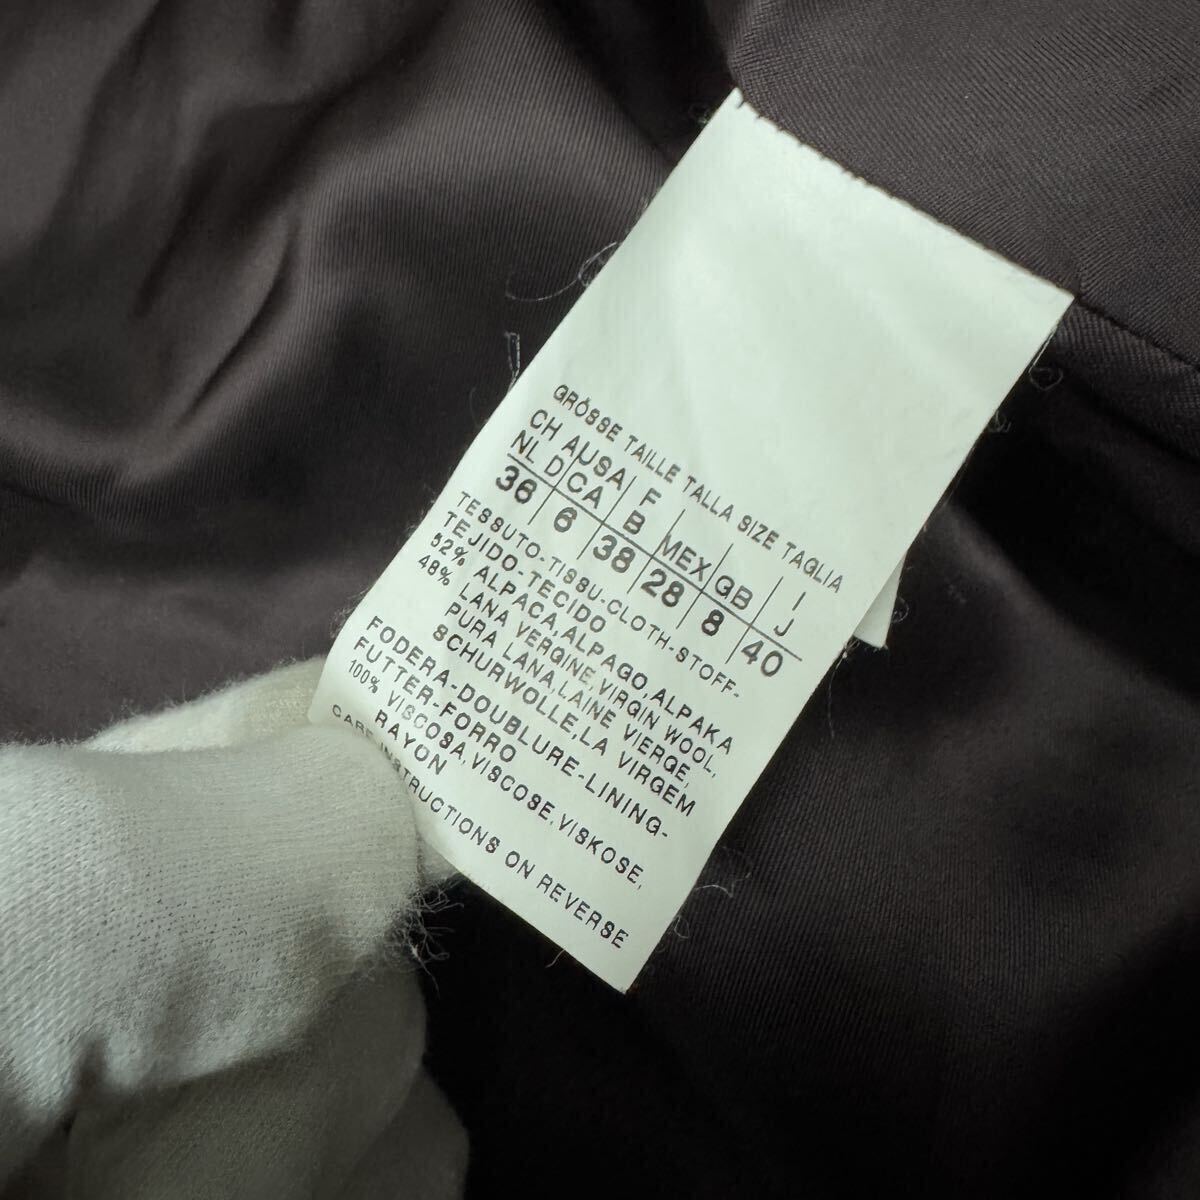 GRÖSSE TAILLE TALLA SIZE TAGLIA
CH A USA F I
NL D CA B MEX GB J
36 6 38 28 8 40
TESSUTO-TISSU-CLOTH-STOFF-
TEJIDO-TECIDO
52% ALPACA,ALPAGO,ALPAKA
48% LANA VERGINE,VIRGIN WOOL,
PURA LANA,LAINE VIERGE,
SCHURWOLLE,LA VIRGEM
FODERA-DOUBLURE-LINING-
FUTTER-FORRO
100% VISCOSA,VISCOSE,VISKOSE,
RAYON
CARE INSTRUCTIONS ON REVERSE